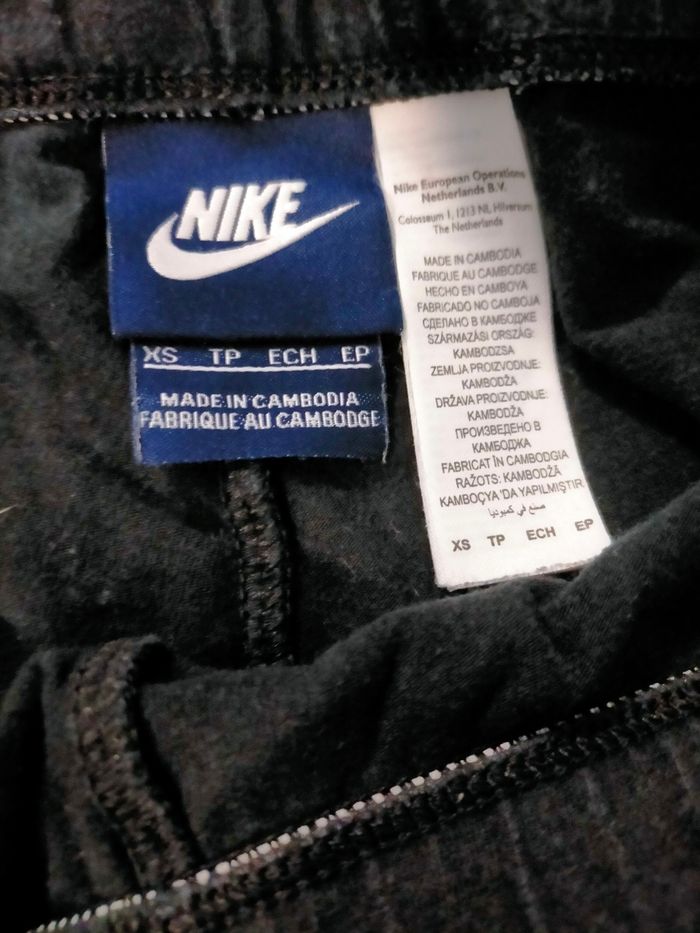 NIKE
XS TP ECH EP
MADE IN CAMBODIA
FABRIQUE AU CAMBODGE
Nike European Operations
Netherlands B.V.
Colosseum 1, 1213 NL Hilversum
The Netherlands
MADE IN CAMBODIA
FABRIQUE AU CAMBODGE
HECHO EN CAMBOYA
FABRICADO NO CAMBOJA
СДЕЛАНО В КАМБОДЖЕ
SZÁRMAZÁSI ORSZÁG:
KAMBODZSA
ZEMLJA PROIZVODNJE:
KAMBODŽA
DRŽAVA PROIZVODNJE:
KAMBODŽA
ПРОИЗВЕДЕНО В
КАМБОДЖА
FABRICAT ÎN CAMBODGIA
RAŽOTS: KAMBODŽĀ
KAMBOÇYA 'DA YAPILMIŞTIR
صنع في كمبوديا
XS TP ECH EP